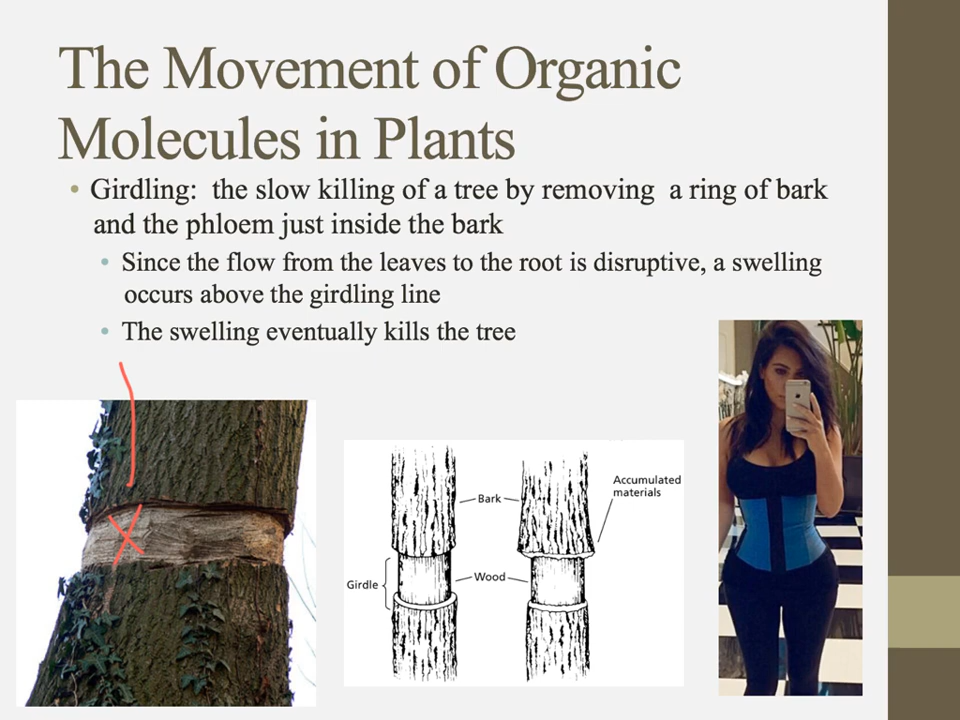 The Movement of Organic
Molecules in Plants
• Girdling:  the slow killing of a tree by removing  a ring of bark
and the phloem just inside the bark
• Since the flow from the leaves to the root is disruptive, a swelling
occurs above the girdling line
• The swelling eventually kills the tree
Accumulated
materials
Bark
Wood
Girdle